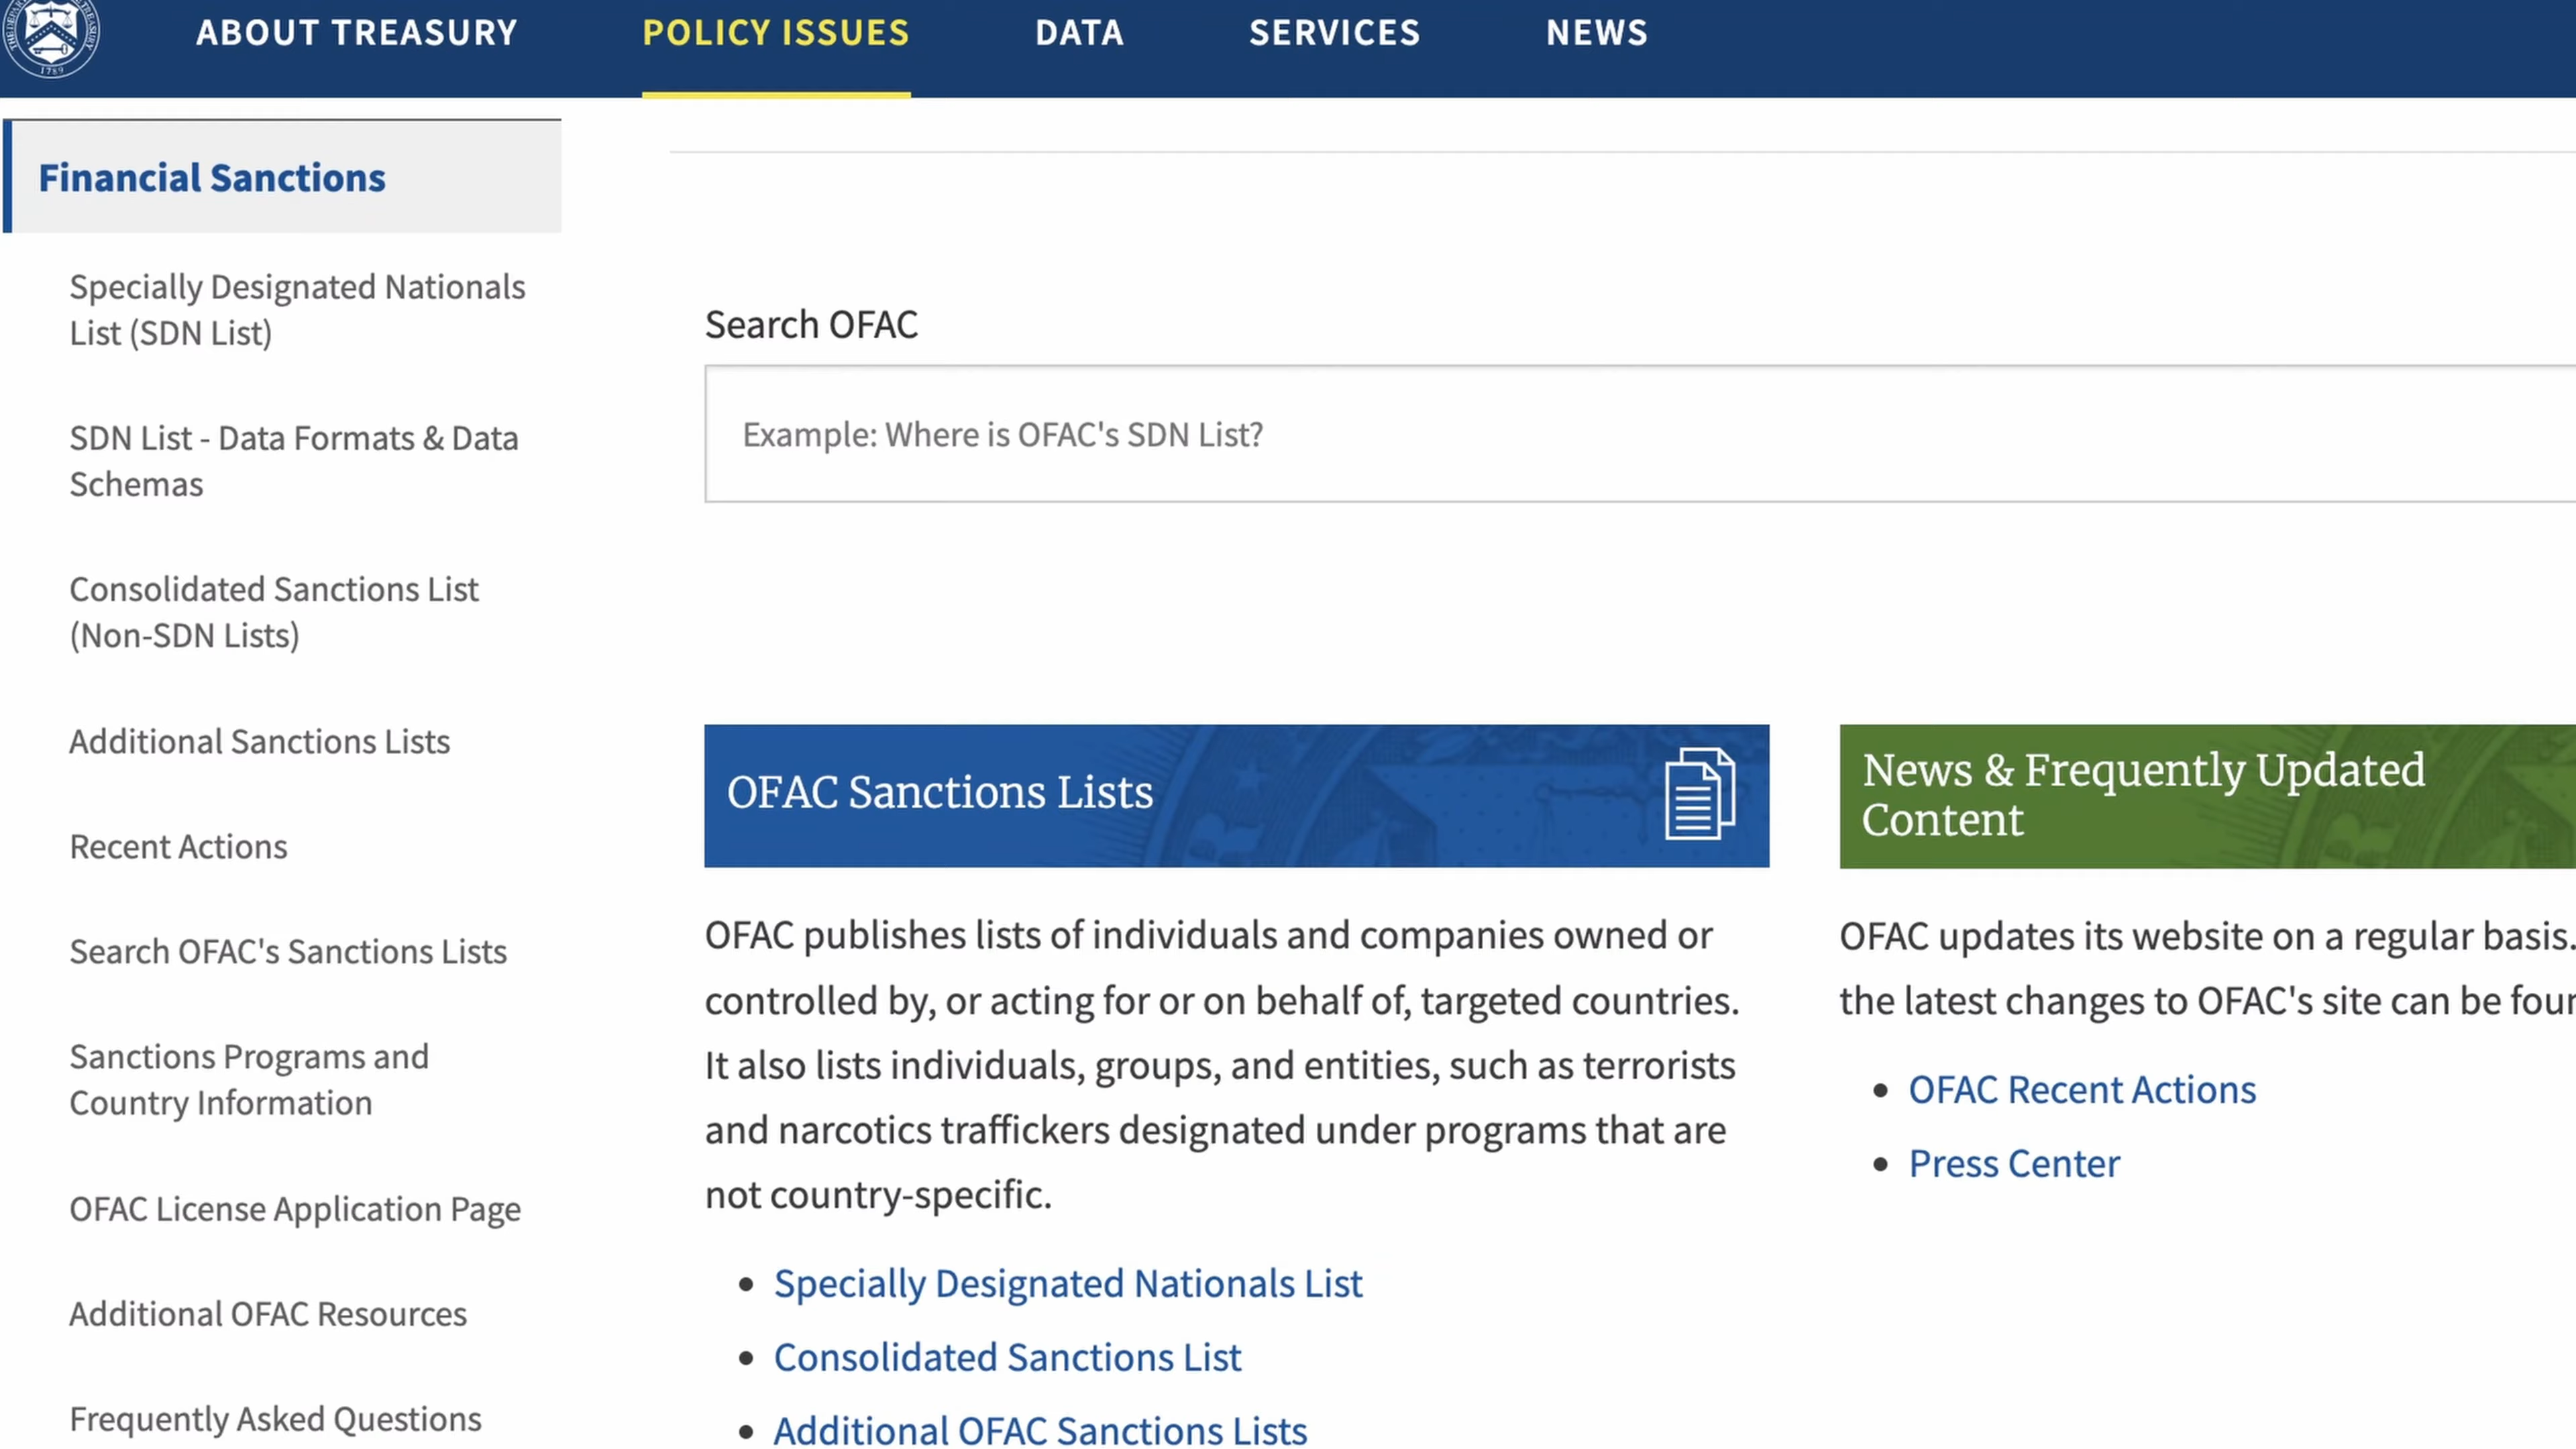 1789
ABOUT TREASURY
POLICY ISSUES
DATA
SERVICES
NEWS
Financial Sanctions
Specially Designated Nationals
List (SDN List)
SDN List - Data Formats & Data
Schemas
Consolidated Sanctions List
(Non-SDN Lists)
Additional Sanctions Lists
Recent Actions
Search OFAC's Sanctions Lists
Sanctions Programs and
Country Information
OFAC License Application Page
Additional OFAC Resources
Frequently Asked Questions
Search OFAC
Example: Where is OFAC's SDN List?
OFAC Sanctions Lists
OFAC publishes lists of individuals and companies owned or
controlled by, or acting for or on behalf of, targeted countries.
It also lists individuals, groups, and entities, such as terrorists
and narcotics traffickers designated under programs that are
not country-specific.
• Specially Designated Nationals List
• Consolidated Sanctions List
• Additional OFAC Sanctions Lists
News & Frequently Updated
Content
OFAC updates its website on a regular basis.
the latest changes to OFAC's site can be
• OFAC Recent Actions
• Press Center